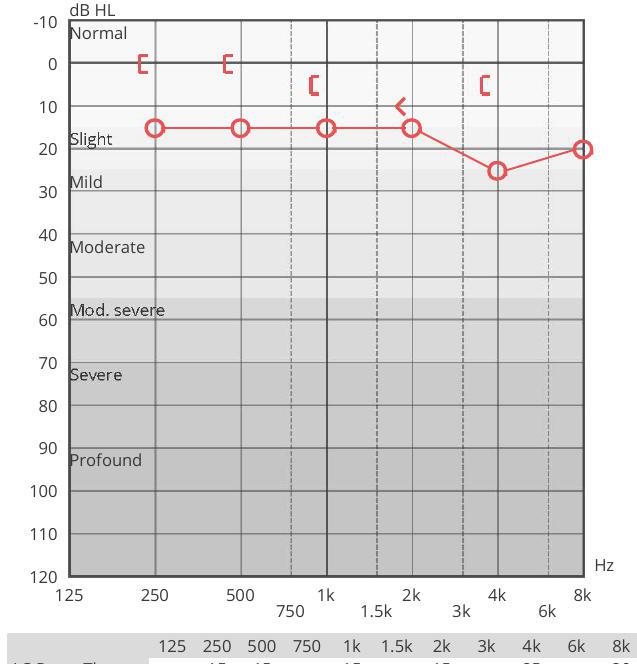 dB HL
-10
Normal
0
10
Slight
20
Mild
30
40
Moderate
50
Mod. severe
60
70
Severe
80
90
Profound
100
110
Hz
120
125 250 500 1k 2k 4k 8k
750 1.5k 3k 6k
125 250 500 750 1k 1.5k 2k 3k 4k 6k 8k